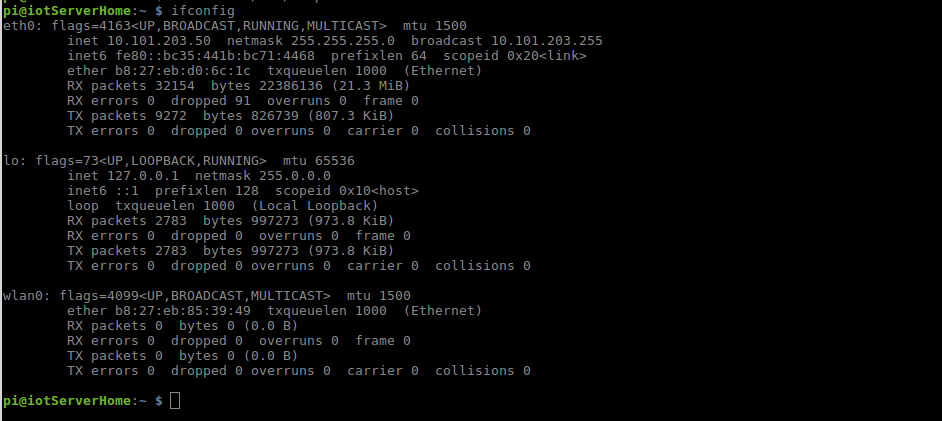 pi@iotServerHome:~ $ ifconfig
eth0: flags=4163<UP,BROADCAST,RUNNING,MULTICAST>  mtu 1500
        inet 10.101.203.50  netmask 255.255.255.0  broadcast 10.101.203.255
        inet6 fe80::bc35:441b:bc71:4468  prefixlen 64  scopeid 0x20<link>
        ether b8:27:eb:d0:6c:1c  txqueuelen 1000  (Ethernet)
        RX packets 32154  bytes 22386136 (21.3 MiB)
        RX errors 0  dropped 91  overruns 0  frame 0
        TX packets 9272  bytes 826739 (807.3 KiB)
        TX errors 0  dropped 0 overruns 0  carrier 0  collisions 0
lo: flags=73<UP,LOOPBACK,RUNNING>  mtu 65536
        inet 127.0.0.1  netmask 255.0.0.0
        inet6 ::1  prefixlen 128  scopeid 0x10<host>
        loop  txqueuelen 1000  (Local Loopback)
        RX packets 2783  bytes 997273 (973.8 KiB)
        RX errors 0  dropped 0  overruns 0  frame 0
        TX packets 2783  bytes 997273 (973.8 KiB)
        TX errors 0  dropped 0 overruns 0  carrier 0  collisions 0
wlan0: flags=4099<UP,BROADCAST,MULTICAST>  mtu 1500
        ether b8:27:eb:85:39:49  txqueuelen 1000  (Ethernet)
        RX packets 0  bytes 0 (0.0 B)
        RX errors 0  dropped 0  overruns 0  frame 0
        TX packets 0  bytes 0 (0.0 B)
        TX errors 0  dropped 0 overruns 0  carrier 0  collisions 0
pi@iotServerHome:~ $